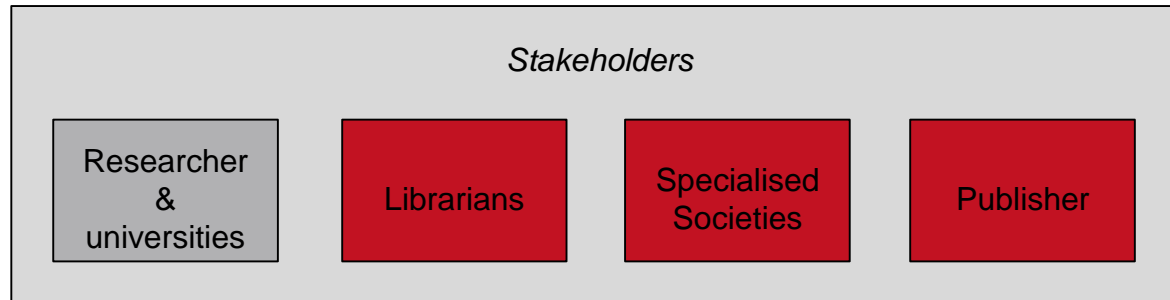 Stakeholders
Researcher
&
universities
Librarians
Specialised
Societies
Publisher